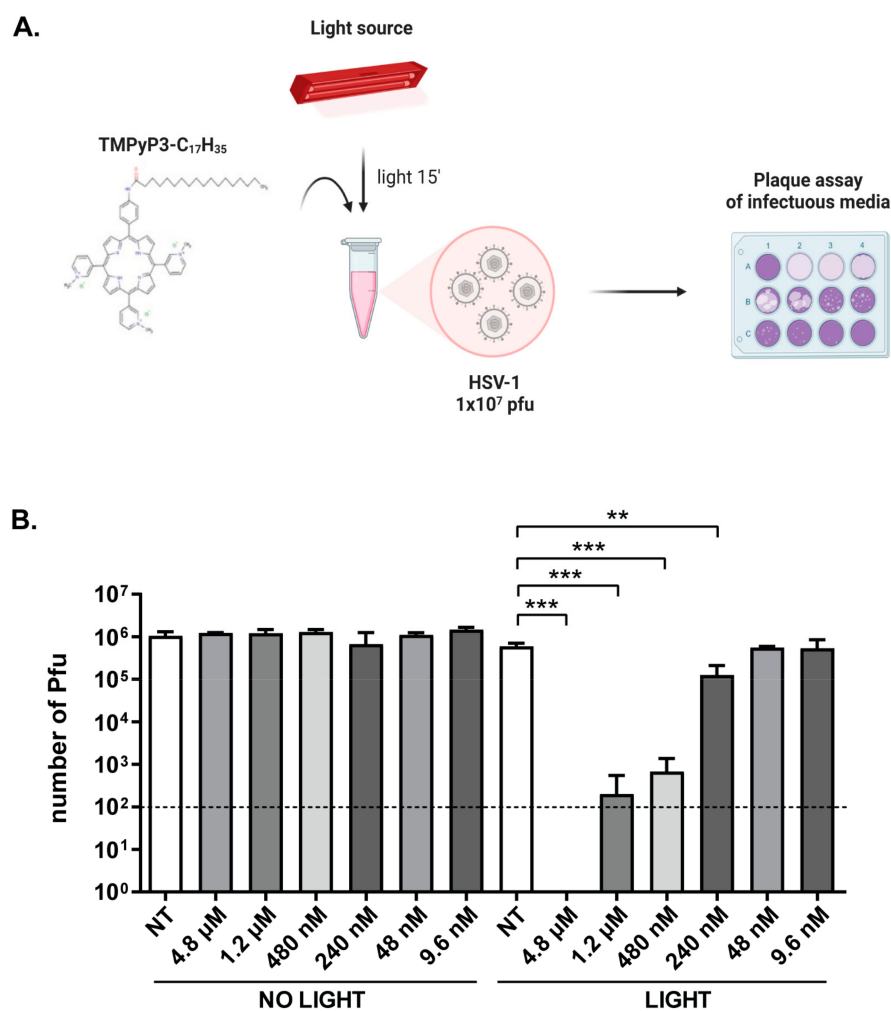 A.
Light source
TMPyP3-C₁₇H₃₅
light 15'
Plaque assay
of infectuous media
1 2 3 4
A
B
C
HSV-1
1x10⁷ pfu
B.
**
***
***
***
number of Pfu
10⁷
10⁶
10⁵
10⁴
10³
10²
10¹
10⁰
NT 4.8 µM 1.2 µM 480 nM 240 nM 48 nM 9.6 nM NT 4.8 µM 1.2 µM 480 nM 240 nM 48 nM 9.6 nM
NO LIGHT LIGHT